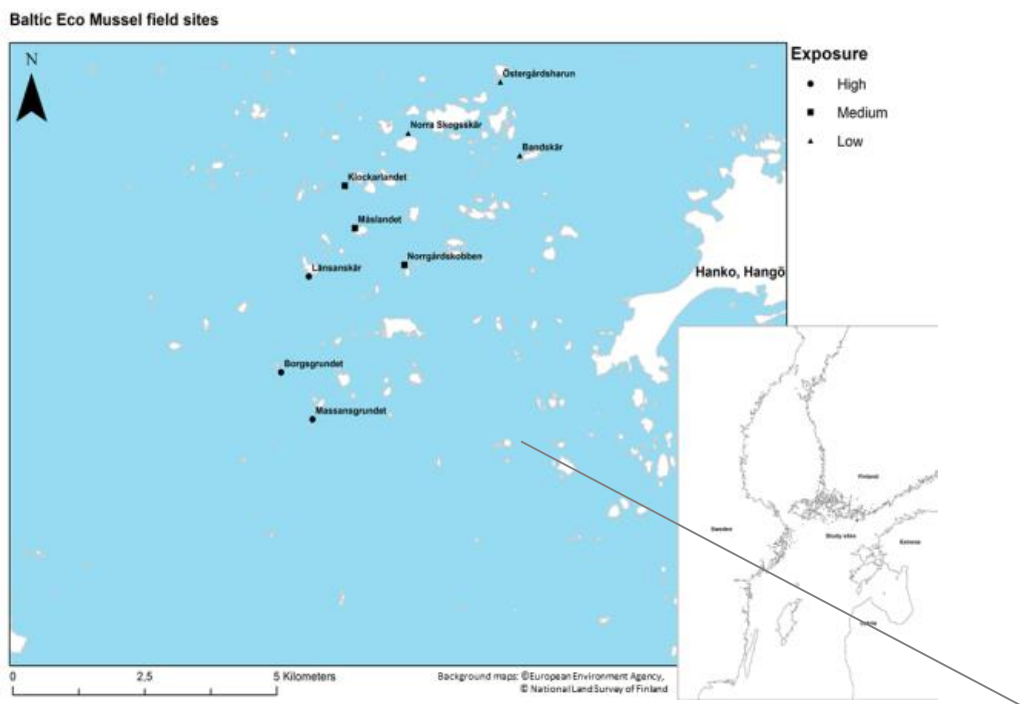 Baltic Eco Mussel field sites
N
Exposure
High
Medium
Low
Östergårdsharun
Norra Skogsskär
Bandskär
Klockarlandet
Måslandet
Norrgårdskobben
Länsanskär
Hanko, Hangö
Borgsgrundet
Massansgrundet
Finland
Sweden
Study sites
Estonia
Latvia
0 2,5 5 Kilometers
Background maps: ©European Environment Agency,
© National Land Survey of Finland